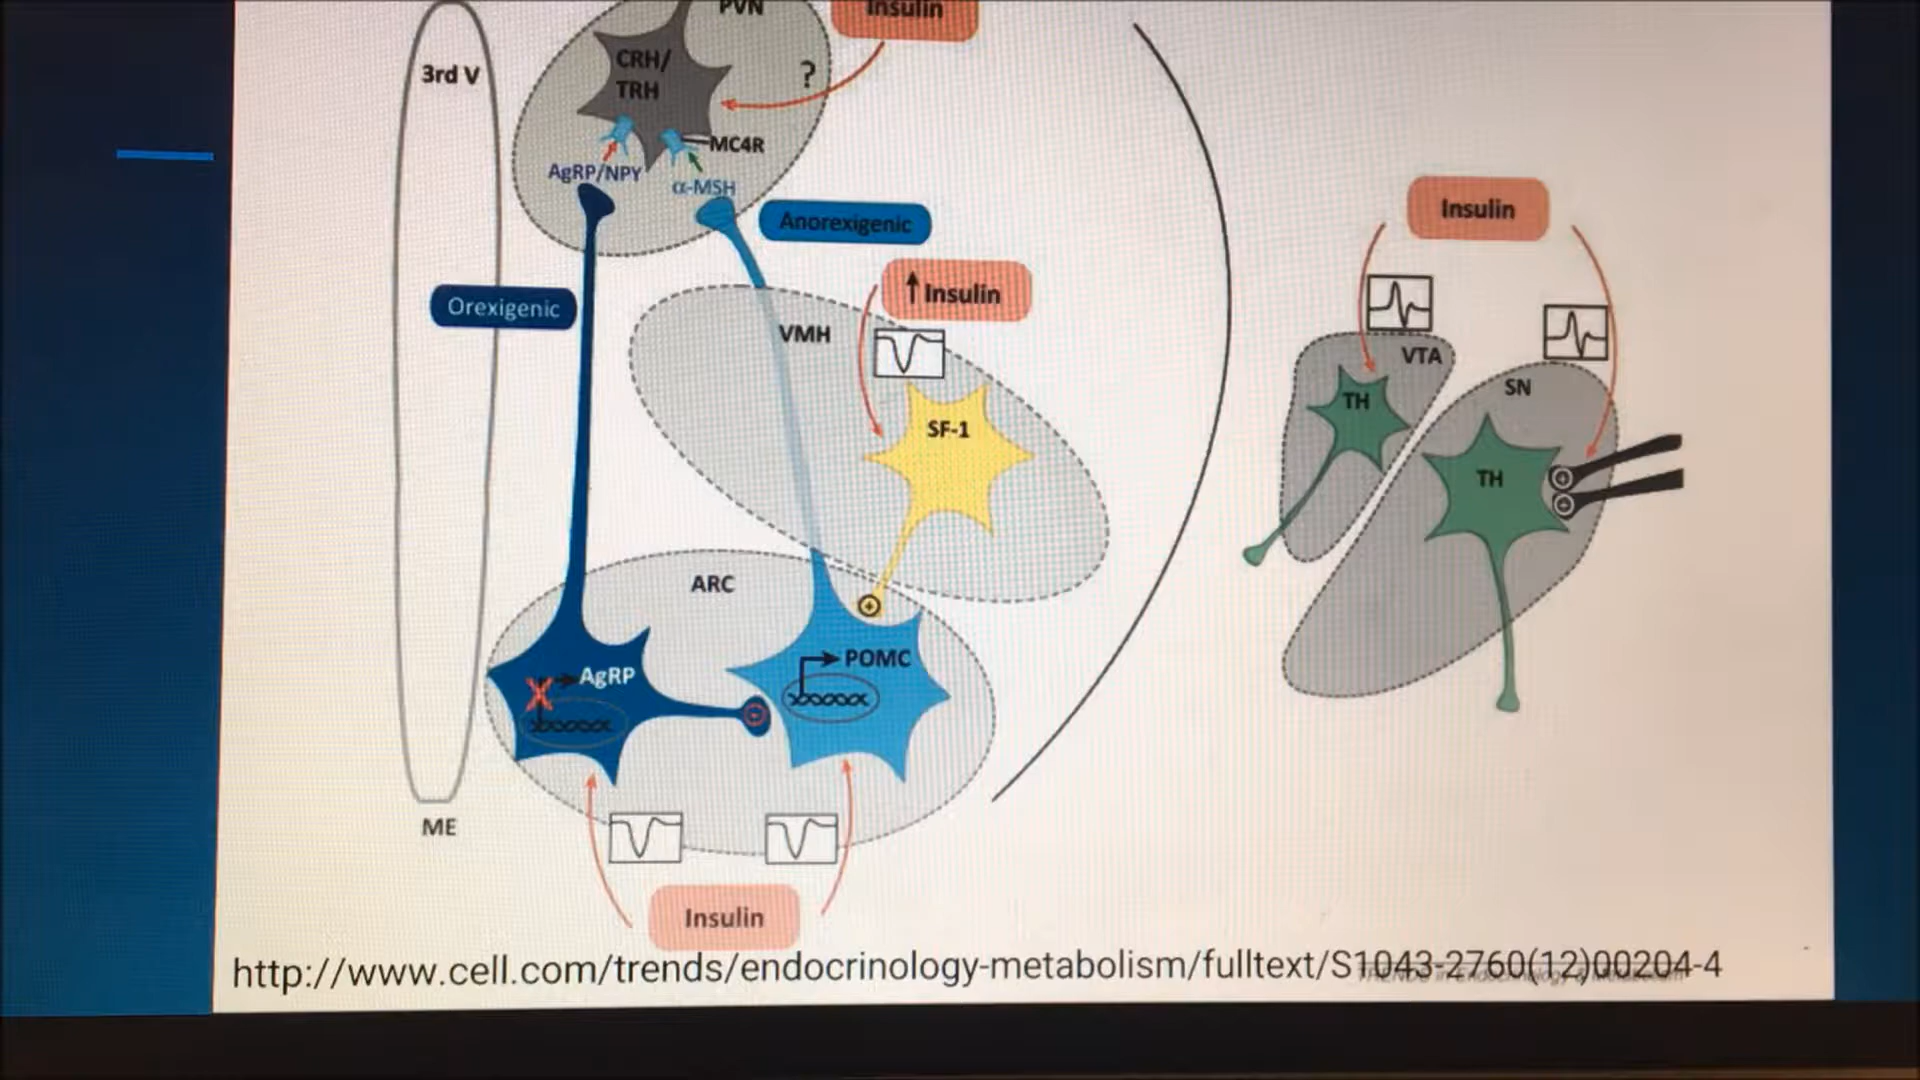 PVN
Insulin
3rd V
CRH/
TRH
?
MC4R
AgRP/NPY
α-MSH
Anorexigenic
Insulin
Orexigenic
↑ Insulin
VMH
VTA
SN
TH
SF-1
TH
ARC
POMC
AgRP
X
ME
Insulin
http://www.cell.com/trends/endocrinology-metabolism/fulltext/S1043-2760(12)00204-4